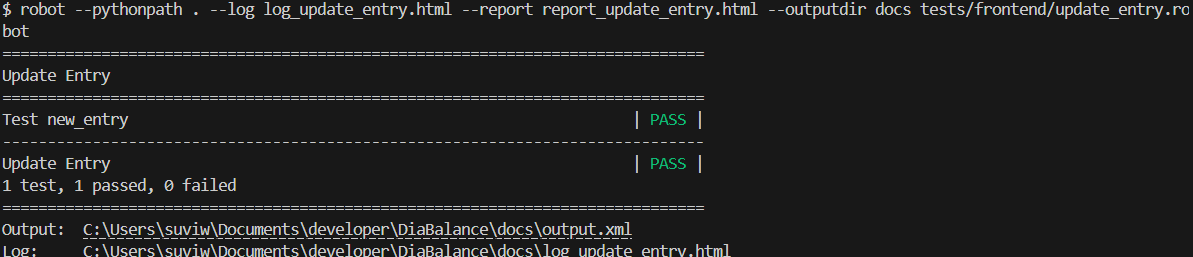 $ robot --pythonpath . --log log_update_entry.html --report report_update_entry.html --outputdir docs tests/frontend/update_entry.ro
bot
==============================================================================
Update Entry
==============================================================================
Test new_entry                                                        | PASS |
------------------------------------------------------------------------------
Update Entry                                                          | PASS |
1 test, 1 passed, 0 failed
==============================================================================
Output:  C:\Users\suviw\Documents\developer\DiaBalance\docs\output.xml
Log:     C:\Users\suviw\Documents\developer\DiaBalance\docs\log_update_entry.html